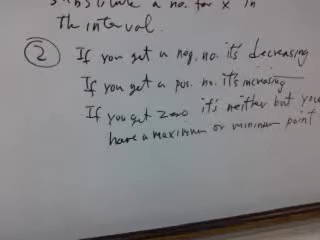 substitute a no. for x in
the interval.
2 If you get a neg. no. it's decreasing
If you get a pos. no. it's increasing
If you get zero it's neither but you
have a maximum or minimum point